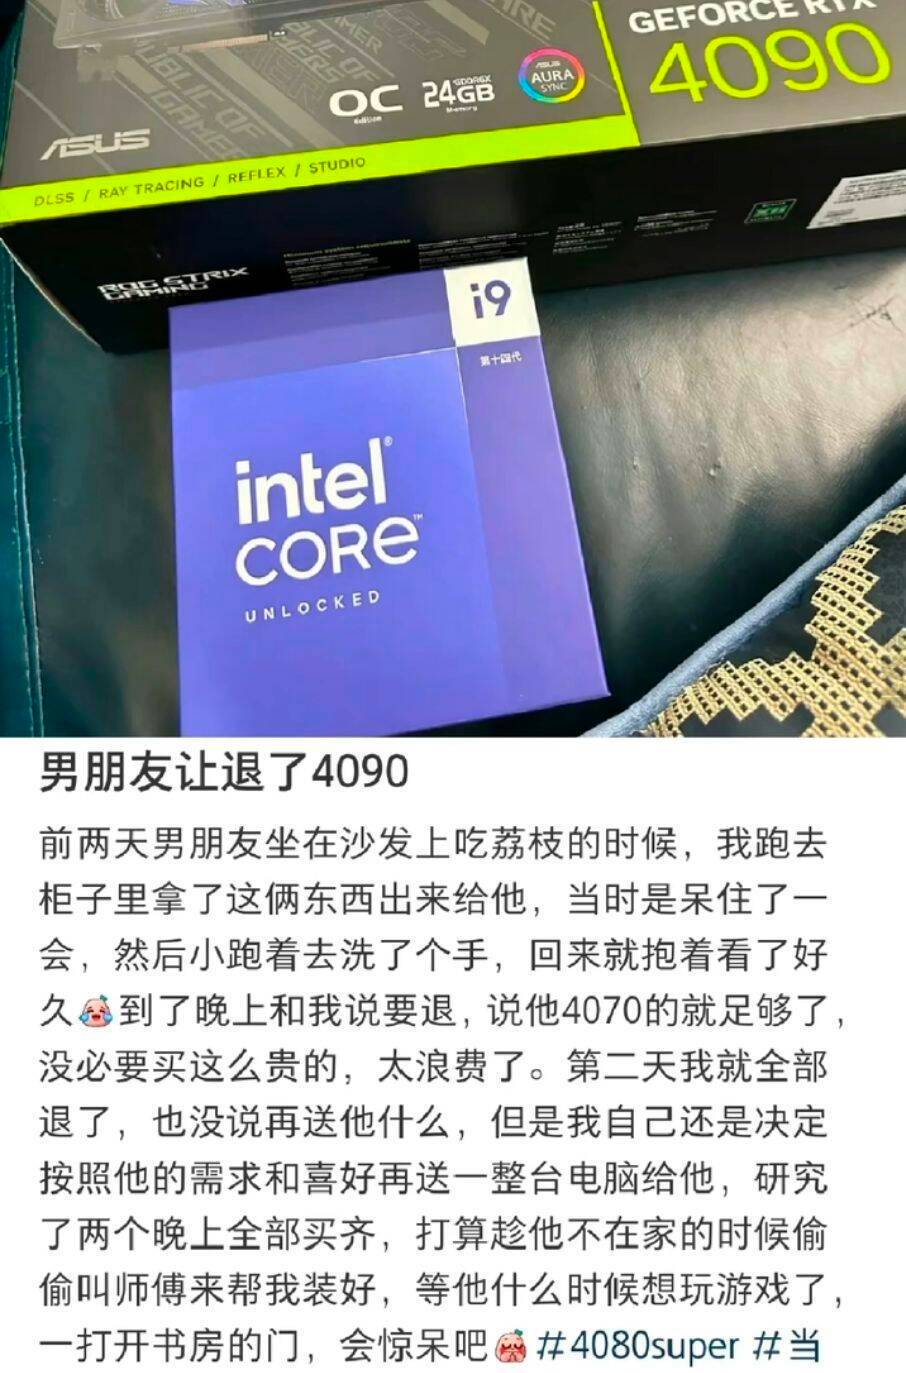 GEFORCE RTX
4090
OC
Edition
24GB
GDDR6X
Memory
ASUS
AURA
SYNC
ASUS
DLSS / RAY TRACING / REFLEX / STUDIO
ROG STRIX
GAMING
i9
第十四代
intel®
CORE™
UNLOCKED
男朋友让退了4090
前两天男朋友坐在沙发上吃荔枝的时候，我跑去
柜子里拿了这俩东西出来给他，当时是呆住了一
会，然后小跑着去洗了个手，回来就抱着看了好
久到了晚上和我说要退, 说他4070的就足够了，
没必要买这么贵的，太浪费了。第二天我就全部
退了，也没说再送他什么，但是我自己还是决定
按照他的需求和喜好再送一整台电脑给他，研究
了两个晚上全部买齐，打算趁他不在家的时候偷
偷叫师傅来帮我装好，等他什么时候想玩游戏了，
一打开书房的门，会惊呆吧 #4080super #当